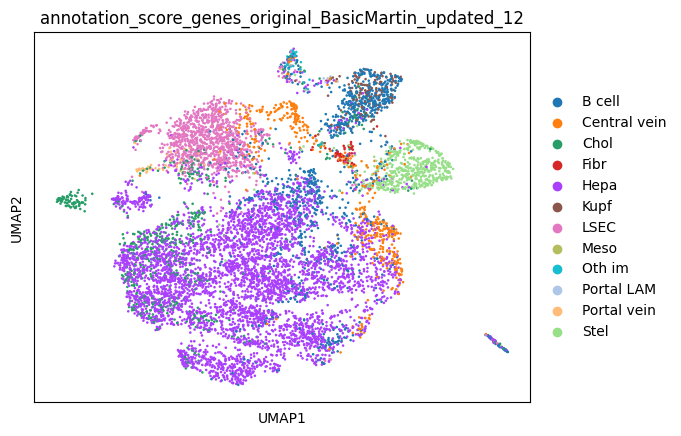 annotation_score_genes_original_BasicMartin_updated_12
UMAP2
UMAP1
B cell
Central vein
Chol
Fibr
Hepa
Kupf
LSEC
Meso
Oth im
Portal LAM
Portal vein
Stel